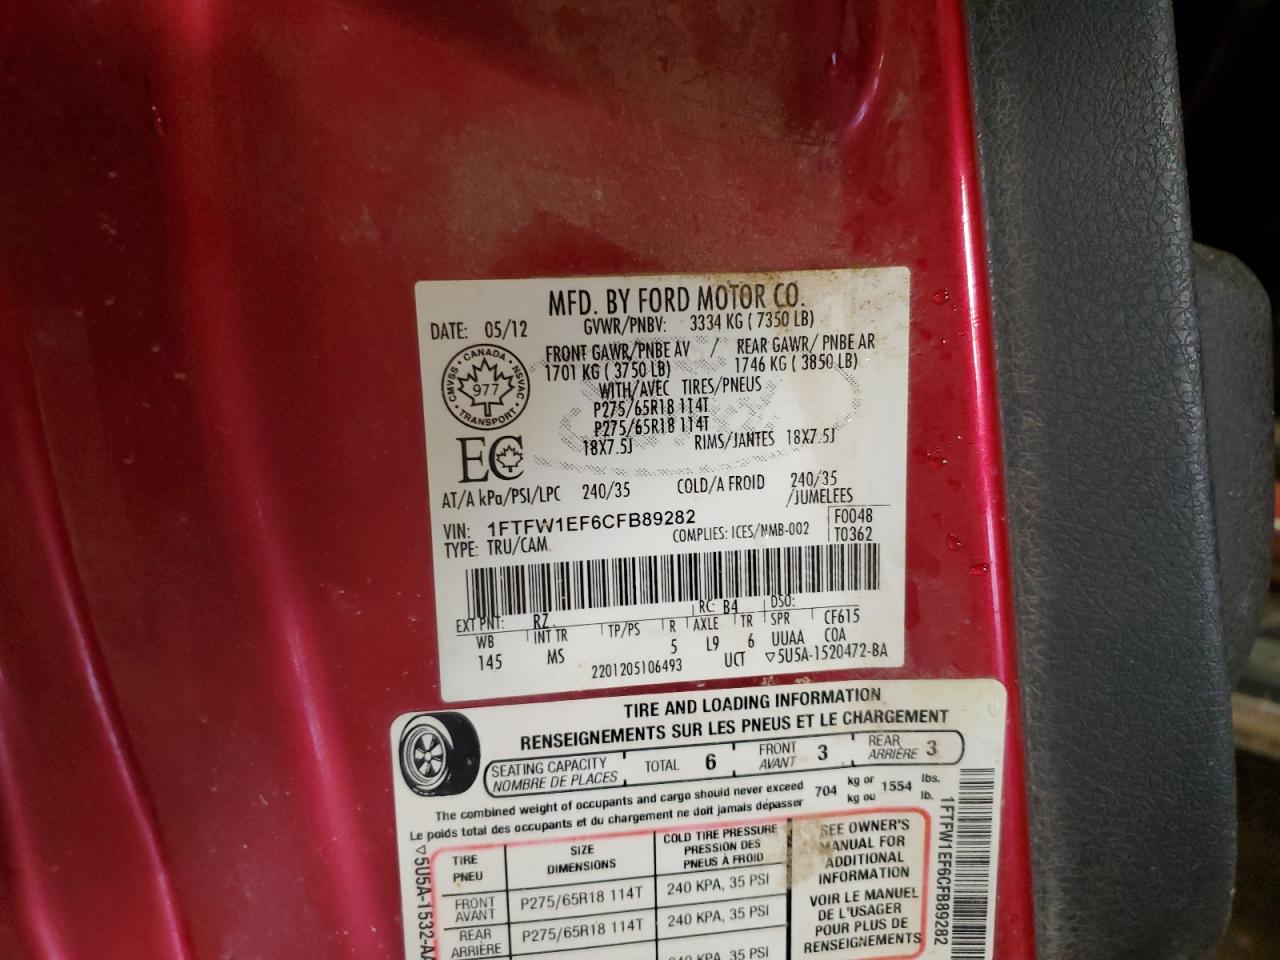 MFD. BY FORD MOTOR CO.
DATE: 05/12 GVWR/PNBV: 3334 KG ( 7350 LB)
FRONT GAWR/PNBE AV / REAR GAWR/ PNBE AR
1701 KG ( 3750 LB) 1746 KG ( 3850 LB)
WITH/AVEC TIRES/PNEUS
P275/65R18 114T
P275/65R18 114T
18X7.5J RIMS/JANTES 18X7.5J
CANADA
CMVSS NSVAC
977
TRANSPORT
EC
AT/A kPa/PSI/LPC 240/35 COLD/A FROID 240/35
/JUMELEES
VIN: 1FTFW1EF6CFB89282 F0048
TYPE: TRU/CAM COMPLIES: ICES/NMB-002 T0362
EXT PNT: RZ RC: B4 DSO:
WB INT TR TP/PS R AXLE TR SPR CF615
145 MS 5 L9 6 UUAA COA
2201205106493 UCT ▽5U5A-1520472-BA
TIRE AND LOADING INFORMATION
RENSEIGNEMENTS SUR LES PNEUS ET LE CHARGEMENT
SEATING CAPACITY TOTAL 6 FRONT 3 REAR 3
NOMBRE DE PLACES AVANT ARRIÈRE
The combined weight of occupants and cargo should never exceed 704 kg or 1554 lbs.
Le poids total des occupants et du chargement ne doit jamais dépasser kg ou lb.
TIRE SIZE COLD TIRE PRESSURE
PNEU DIMENSIONS PRESSION DES
PNEUS À FROID
FRONT P275/65R18 114T 240 KPA, 35 PSI
AVANT
REAR P275/65R18 114T 240 KPA, 35 PSI
ARRIÈRE
240 KPA, 35 PSI
SEE OWNER'S
MANUAL FOR
ADDITIONAL
INFORMATION
VOIR LE MANUEL
DE L'USAGER
POUR PLUS DE
RENSEIGNEMENTS
▽5U5A-1532-AA
1FTFW1EF6CFB89282